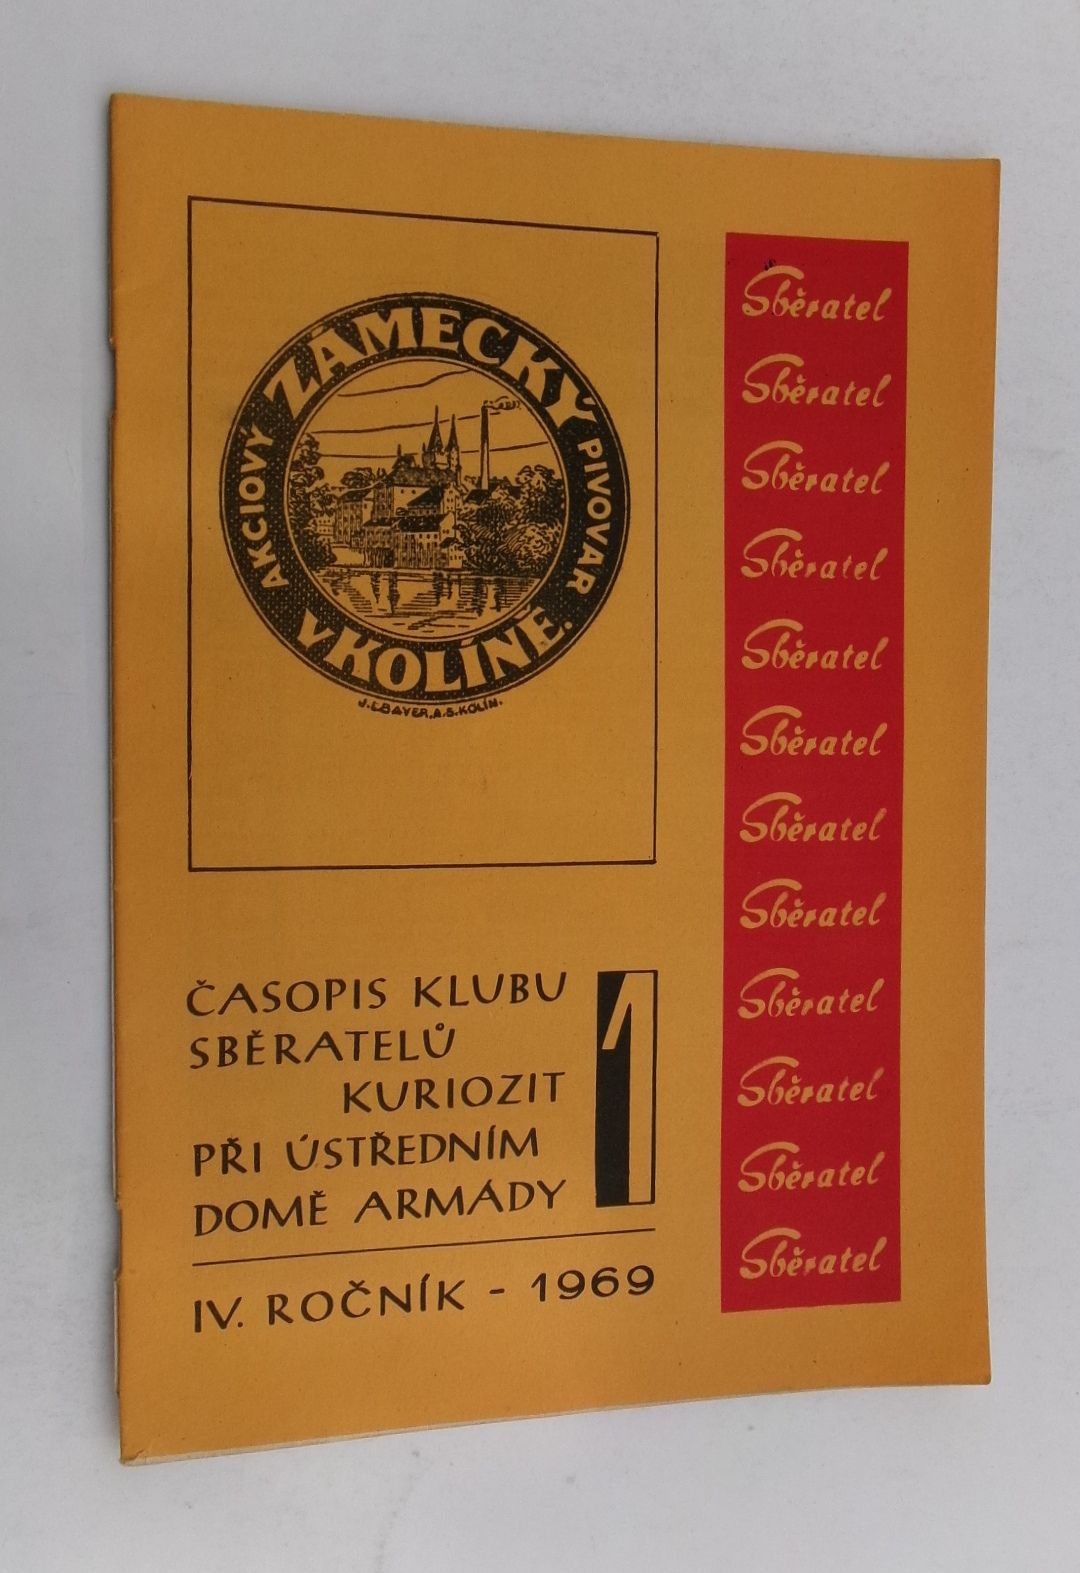 AKCIOVÝ ZÁMECKÝ PIVOVAR
V KOLÍNĚ
J.L.BAYER, A.S. KOLÍN.
ČASOPIS KLUBU
SBĚRATELŮ
KURIOZIT
PŘI ÚSTŘEDNÍM
DOMĚ ARMÁDY
1
IV. ROČNÍK - 1969
Sběratel
Sběratel
Sběratel
Sběratel
Sběratel
Sběratel
Sběratel
Sběratel
Sběratel
Sběratel
Sběratel
Sběratel